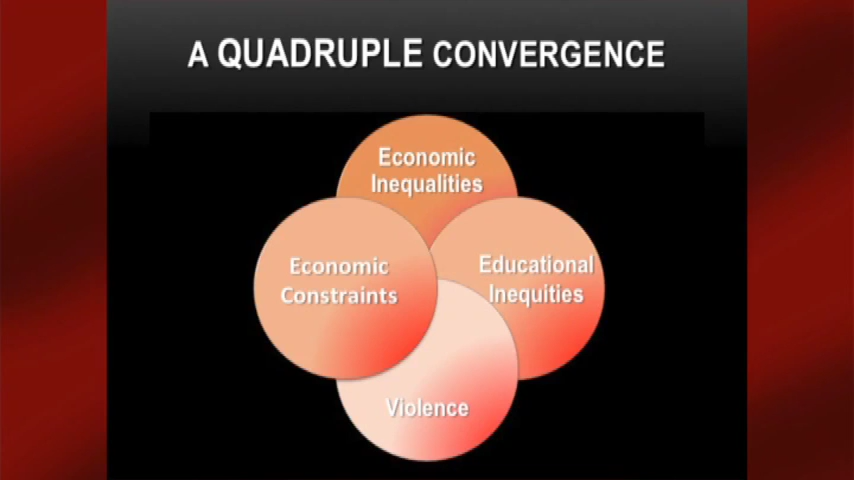 A QUADRUPLE CONVERGENCE
Economic
Inequalities
Economic
Constraints
Educational
Inequities
Violence